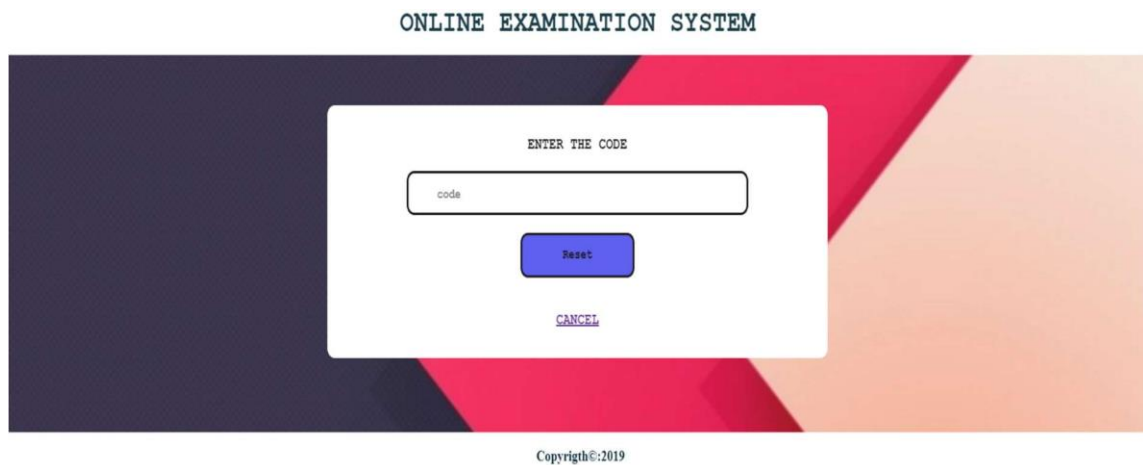 ONLINE EXAMINATION SYSTEM
ENTER THE CODE
code
Reset
CANCEL
Copyrigth©:2019